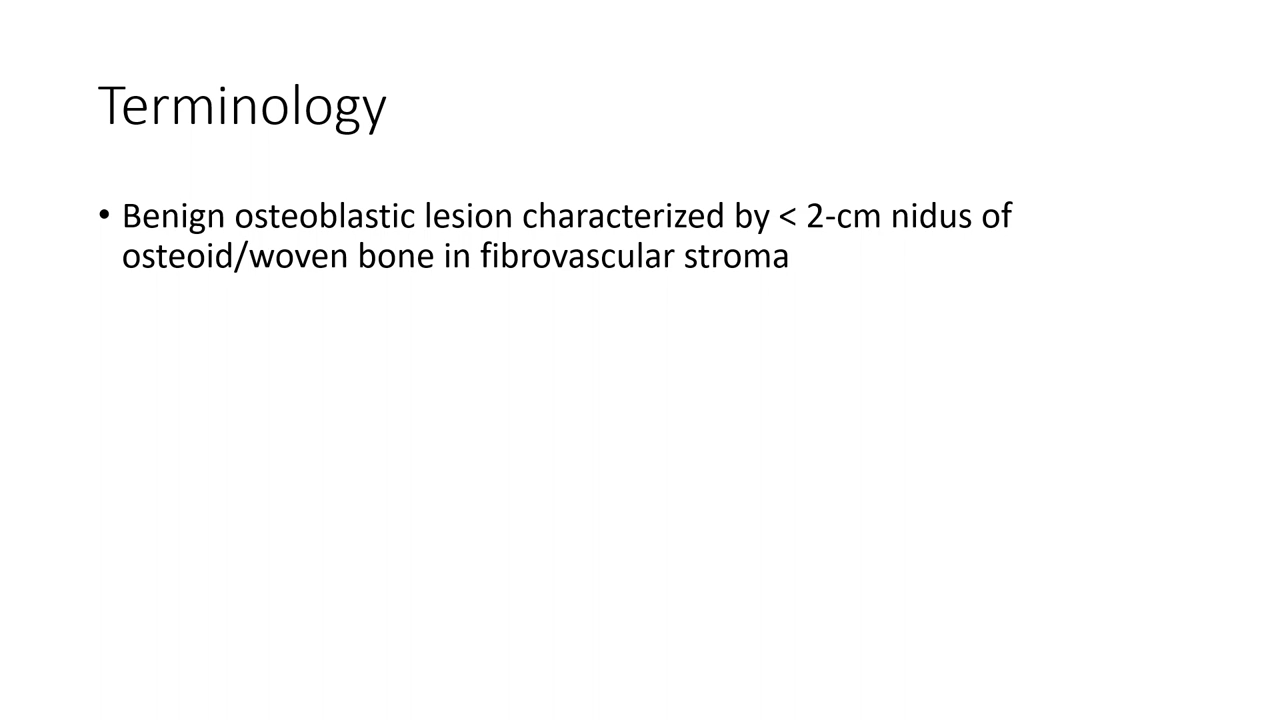 Terminology
• Benign osteoblastic lesion characterized by < 2-cm nidus of
osteoid/woven bone in fibrovascular stroma